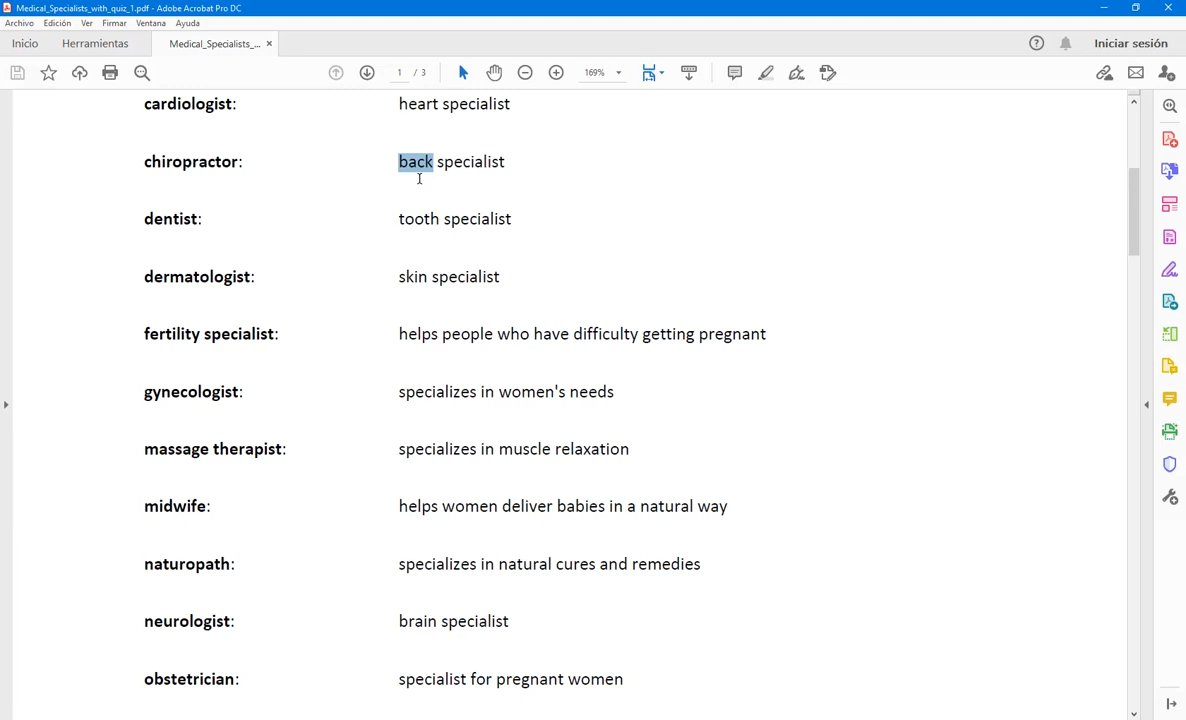 Medical_Specialists_with_quiz_1.pdf - Adobe Acrobat Pro DC
Archivo Edición Ver Firmar Ventana Ayuda
Inicio Herramientas Medical_Specialists_... × Iniciar sesión
1 / 3 169%
cardiologist: heart specialist
chiropractor: back specialist
dentist: tooth specialist
dermatologist: skin specialist
fertility specialist: helps people who have difficulty getting pregnant
gynecologist: specializes in women's needs
massage therapist: specializes in muscle relaxation
midwife: helps women deliver babies in a natural way
naturopath: specializes in natural cures and remedies
neurologist: brain specialist
obstetrician: specialist for pregnant women